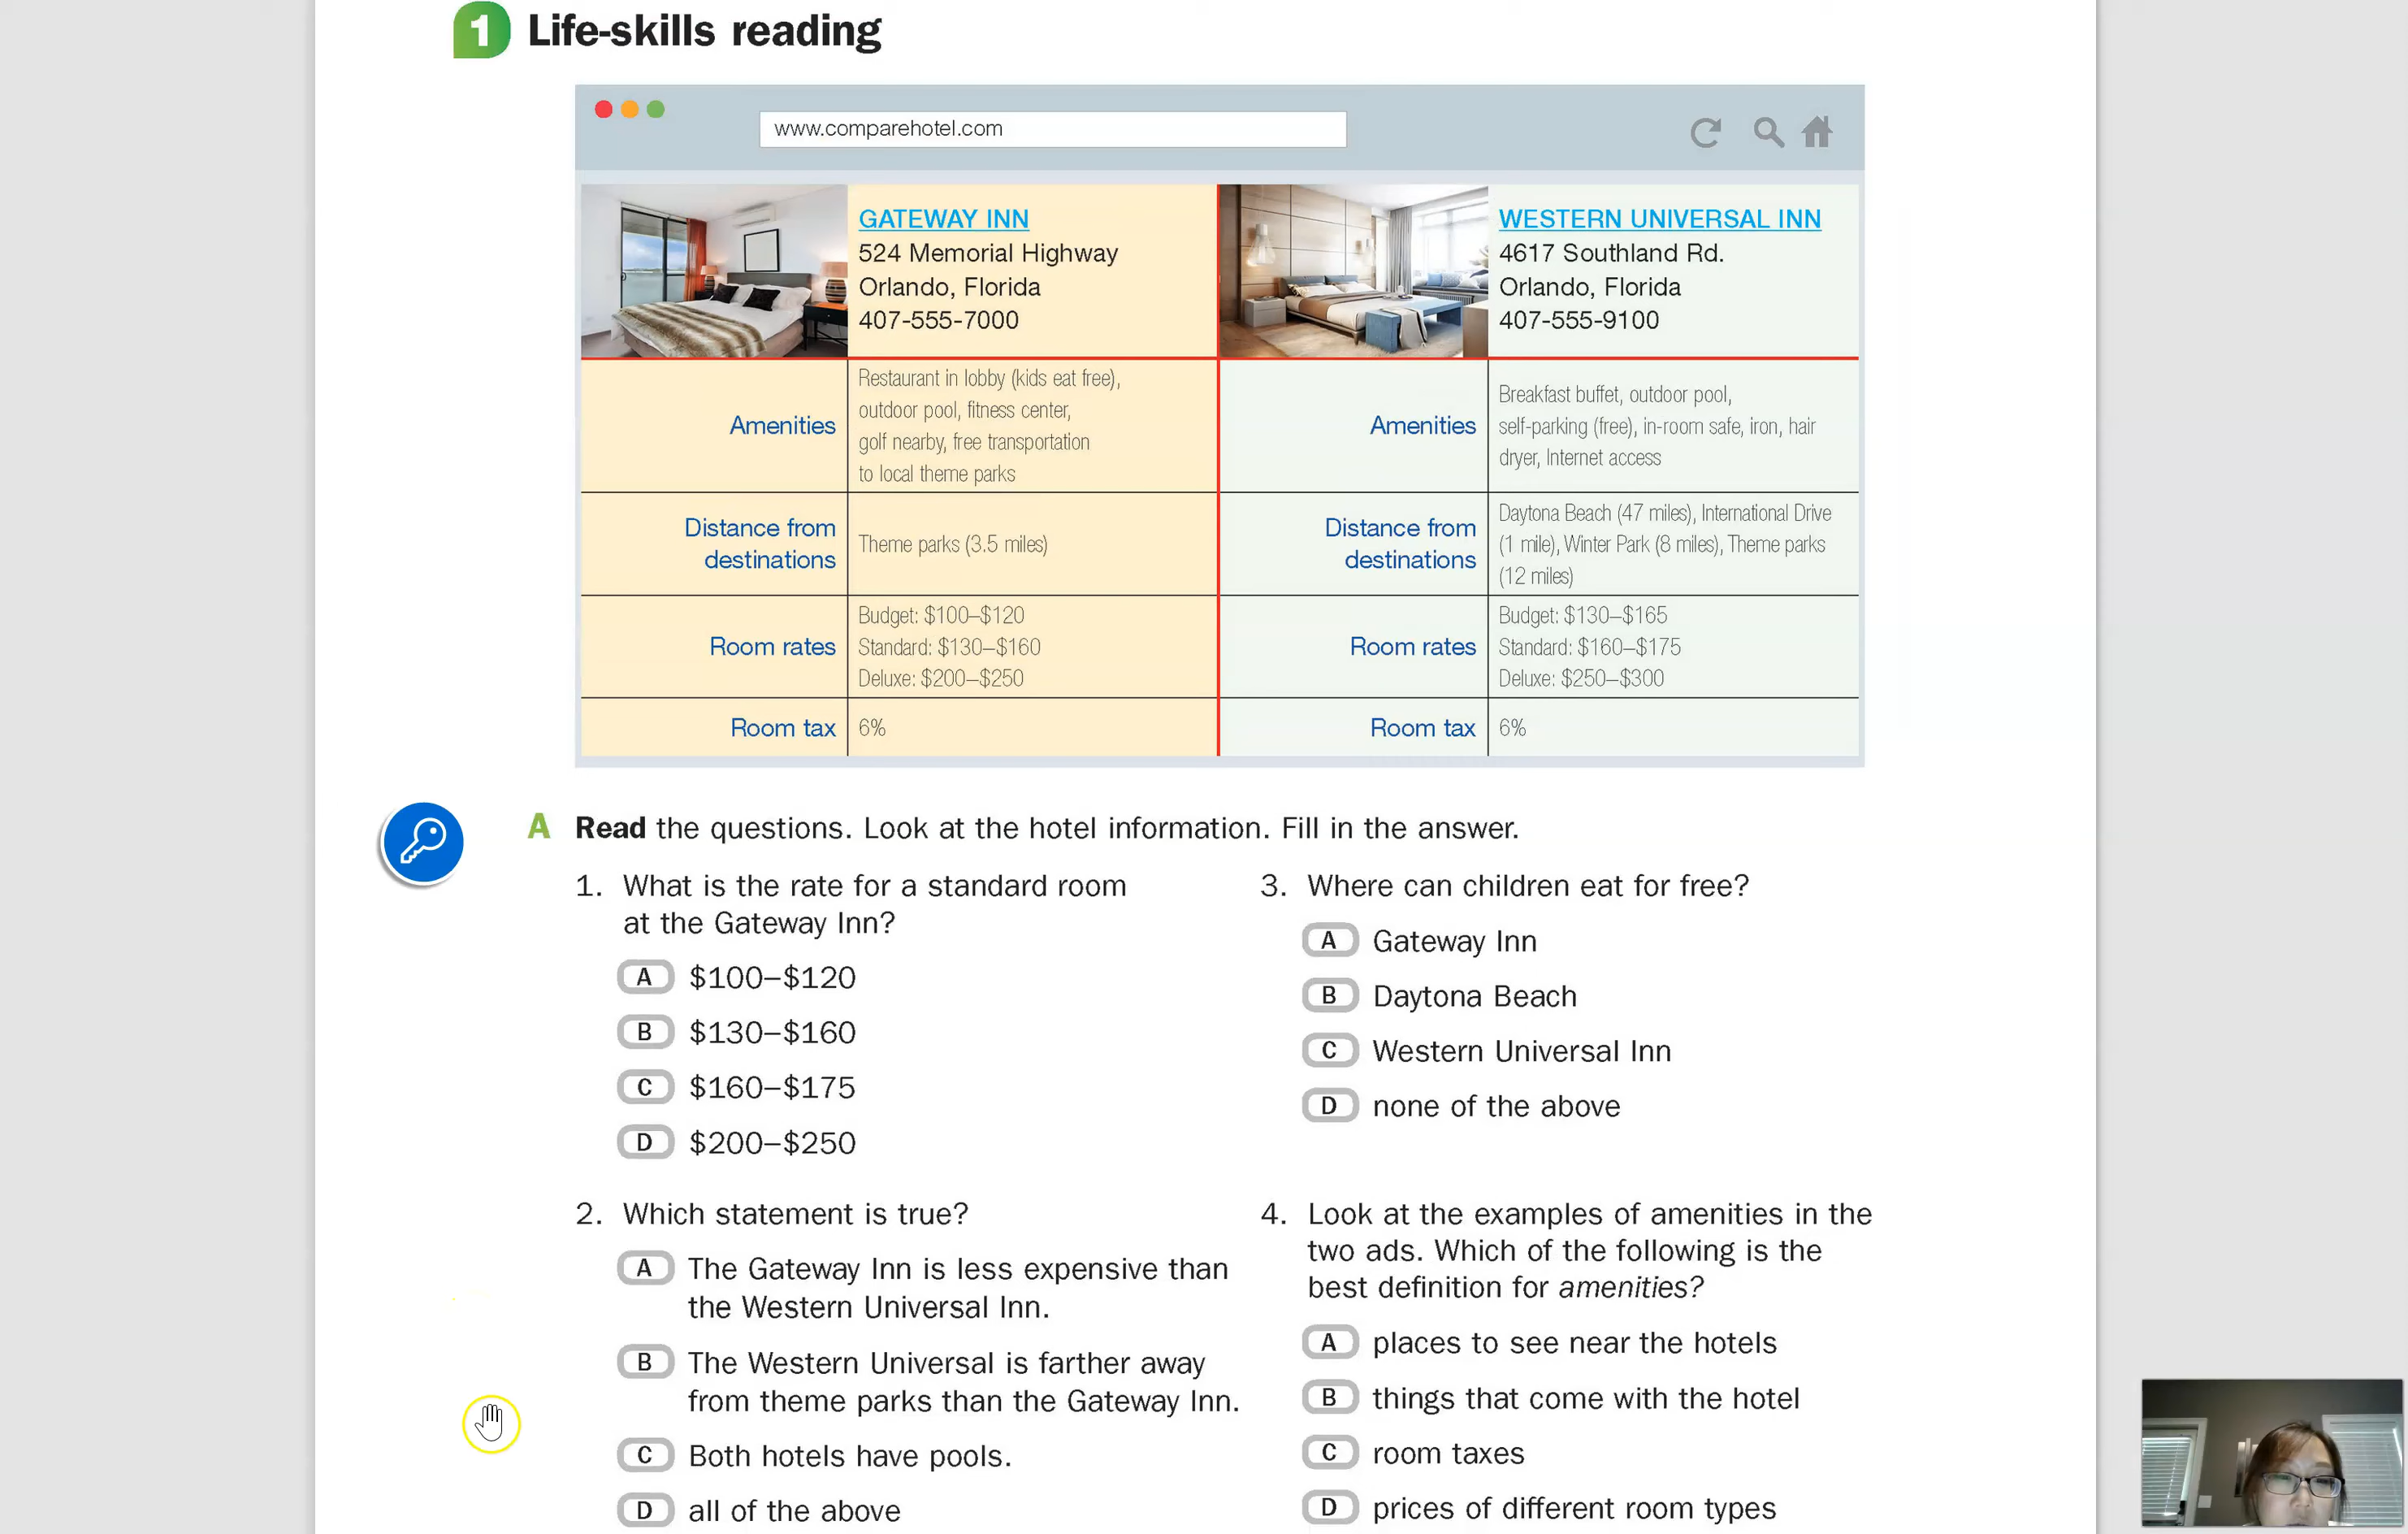 1 Life-skills reading
www.comparehotel.com
GATEWAY INN
524 Memorial Highway
Orlando, Florida
407-555-7000
WESTERN UNIVERSAL INN
4617 Southland Rd.
Orlando, Florida
407-555-9100
Amenities
Restaurant in lobby (kids eat free),
outdoor pool, fitness center,
golf nearby, free transportation
to local theme parks
Amenities
Breakfast buffet, outdoor pool,
self-parking (free), in-room safe, iron, hair
dryer, Internet access
Distance from
destinations
Theme parks (3.5 miles)
Distance from
destinations
Daytona Beach (47 miles), International Drive
(1 mile), Winter Park (8 miles), Theme parks
(12 miles)
Room rates
Budget: $100–$120
Standard: $130–$160
Deluxe: $200–$250
Room rates
Budget: $130–$165
Standard: $160–$175
Deluxe: $250–$300
Room tax
6%
Room tax
6%
A Read the questions. Look at the hotel information. Fill in the answer.
1. What is the rate for a standard room
at the Gateway Inn?
A $100–$120
B $130–$160
C $160–$175
D $200–$250
2. Which statement is true?
A The Gateway Inn is less expensive than
the Western Universal Inn.
B The Western Universal is farther away
from theme parks than the Gateway Inn.
C Both hotels have pools.
D all of the above
3. Where can children eat for free?
A Gateway Inn
B Daytona Beach
C Western Universal Inn
D none of the above
4. Look at the examples of amenities in the
two ads. Which of the following is the
best definition for amenities?
A places to see near the hotels
B things that come with the hotel
C room taxes
D prices of different room types